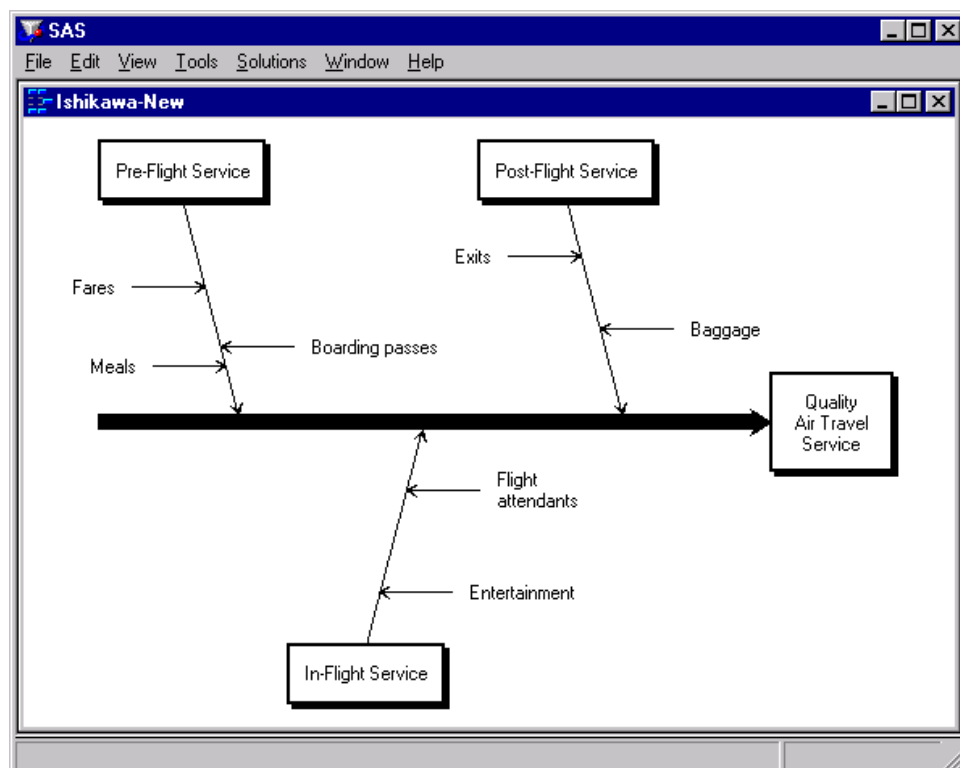 SAS
File Edit View Tools Solutions Window Help
Ishikawa-New
Pre-Flight Service
Post-Flight Service
Exits
Fares
Baggage
Boarding passes
Meals
Quality
Air Travel
Service
Flight
attendants
Entertainment
In-Flight Service